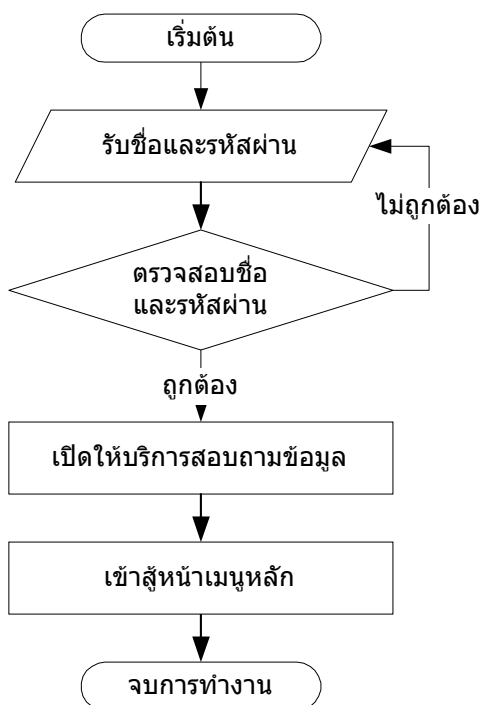 เริ่มต้น
รับชื่อและรหัสผ่าน
ไม่ถูกต้อง
ตรวจสอบชื่อ
และรหัสผ่าน
ถูกต้อง
เปิดให้บริการสอบถามข้อมูล
เข้าสู้หน้าเมนูหลัก
จบการทำงาน